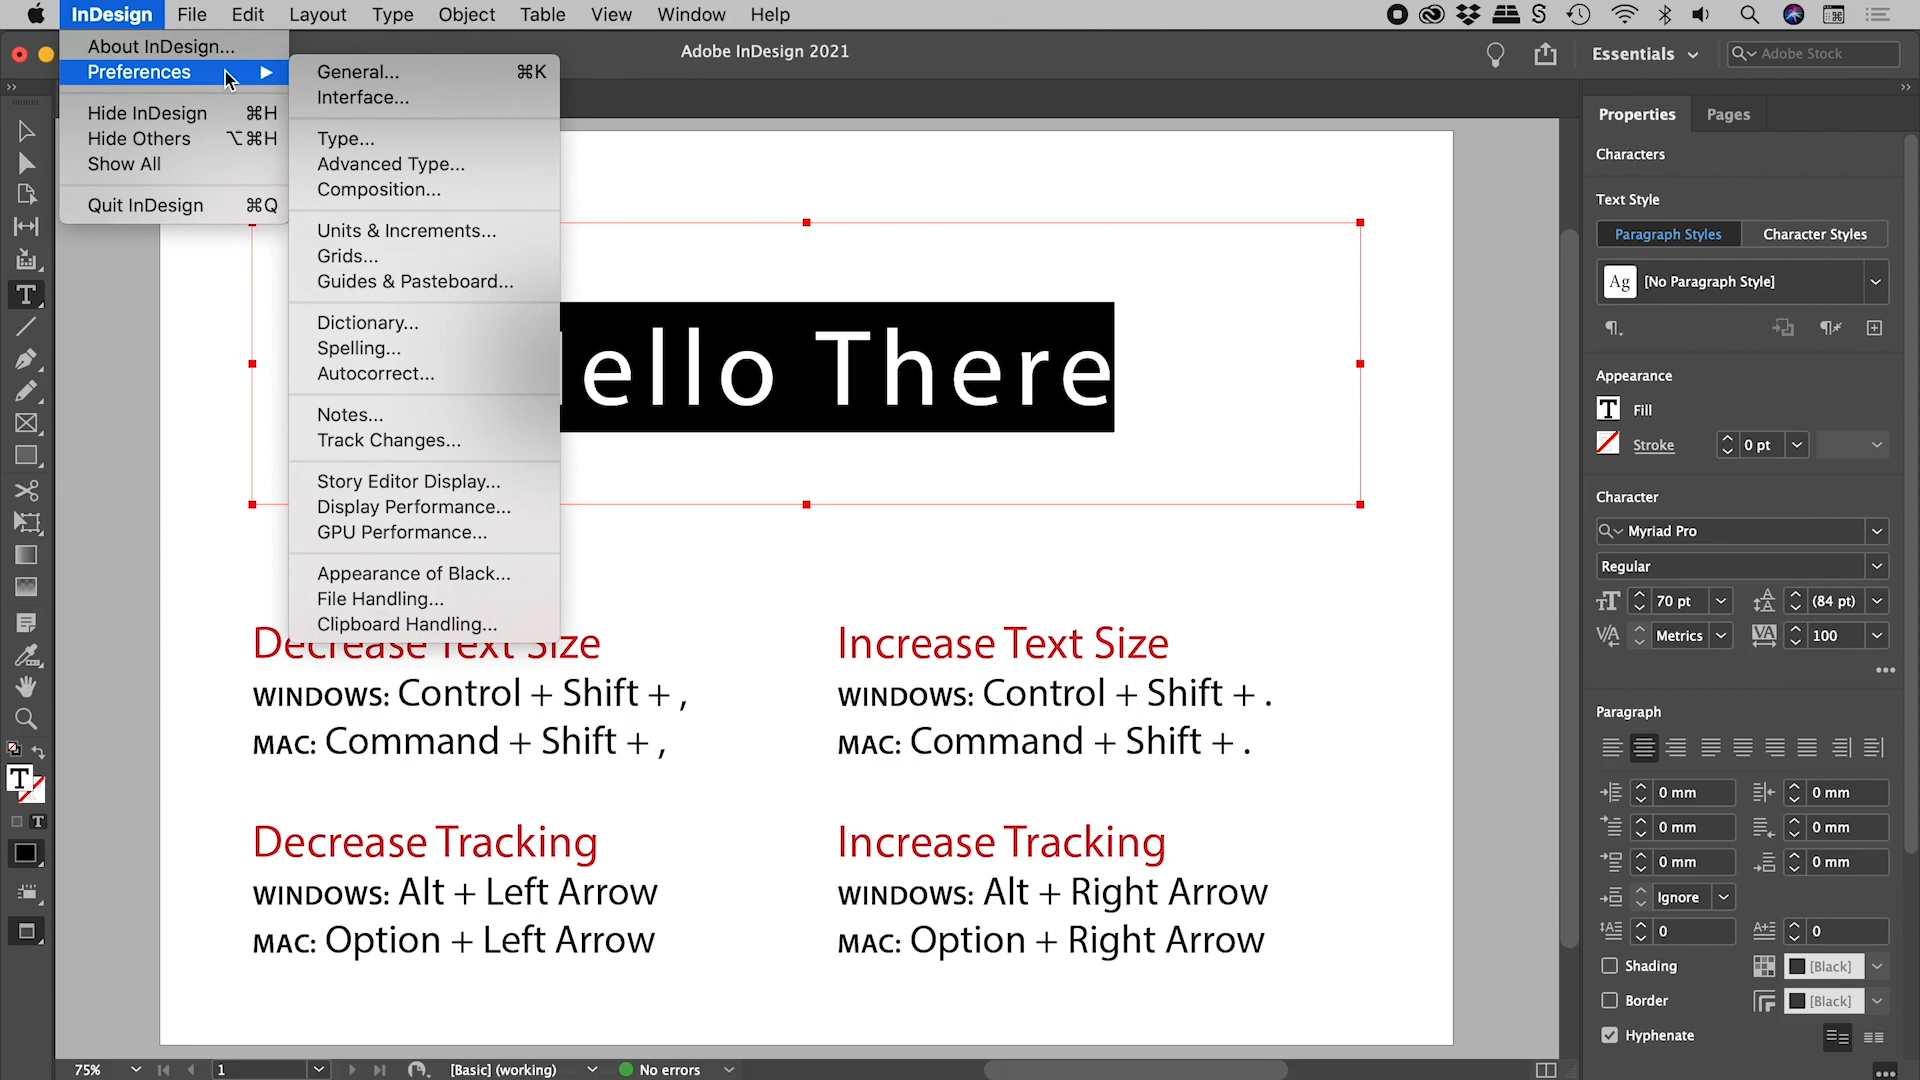 InDesign File Edit Layout Type Object Table View Window Help
Adobe InDesign 2021
Essentials
Adobe Stock
About InDesign...
Preferences
Hide InDesign ⌘H
Hide Others ⌥⌘H
Show All
Quit InDesign ⌘Q
General... ⌘K
Interface...
Type...
Advanced Type...
Composition...
Units & Increments...
Grids...
Guides & Pasteboard...
Dictionary...
Spelling...
Autocorrect...
Notes...
Track Changes...
Story Editor Display...
Display Performance...
GPU Performance...
Appearance of Black...
File Handling...
Clipboard Handling...
ello There
Decrease Text Size
WINDOWS: Control + Shift + ,
MAC: Command + Shift + ,
Increase Text Size
WINDOWS: Control + Shift + .
MAC: Command + Shift + .
Decrease Tracking
WINDOWS: Alt + Left Arrow
MAC: Option + Left Arrow
Increase Tracking
WINDOWS: Alt + Right Arrow
MAC: Option + Right Arrow
Properties Pages
Characters
Text Style
Paragraph Styles Character Styles
Ag [No Paragraph Style]
Appearance
Fill
Stroke 0 pt
Character
Myriad Pro
Regular
70 pt (84 pt)
Metrics 100
Paragraph
0 mm 0 mm
0 mm 0 mm
0 mm 0 mm
Ignore
0 0
Shading [Black]
Border [Black]
Hyphenate
75% 1 [Basic] (working) No errors